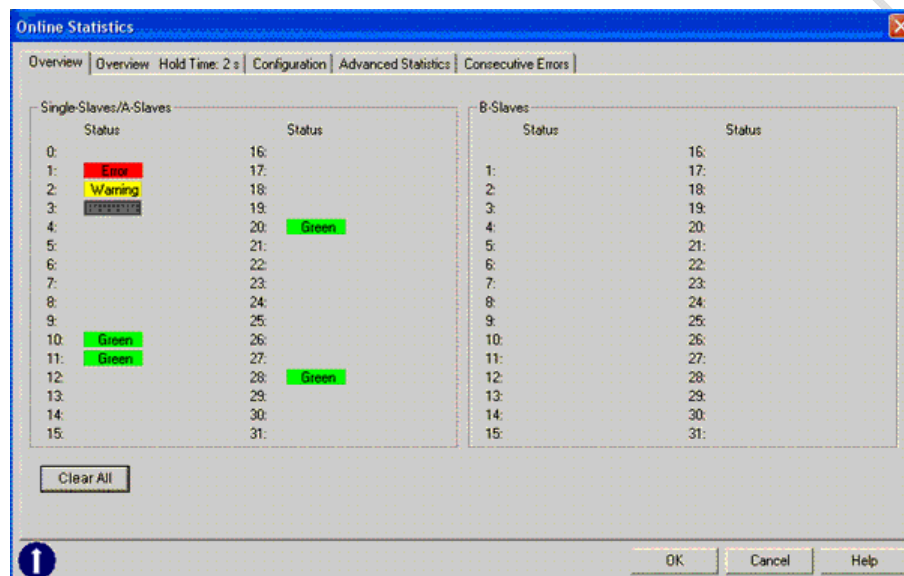 Online Statistics
Overview Overview Hold Time: 2 s Configuration Advanced Statistics Consecutive Errors
Single-Slaves/A-Slaves
Status Status
0: 16:
1: Error 17:
2: Warning 18:
3: 19:
4: 20: Green
5: 21:
6: 22:
7: 23:
8: 24:
9: 25:
10: Green 26:
11: Green 27:
12: 28: Green
13: 29:
14: 30:
15: 31:
B-Slaves
Status Status
16:
1: 17:
2: 18:
3: 19:
4: 20:
5: 21:
6: 22:
7: 23:
8: 24:
9: 25:
10: 26:
11: 27:
12: 28:
13: 29:
14: 30:
15: 31:
Clear All
OK Cancel Help